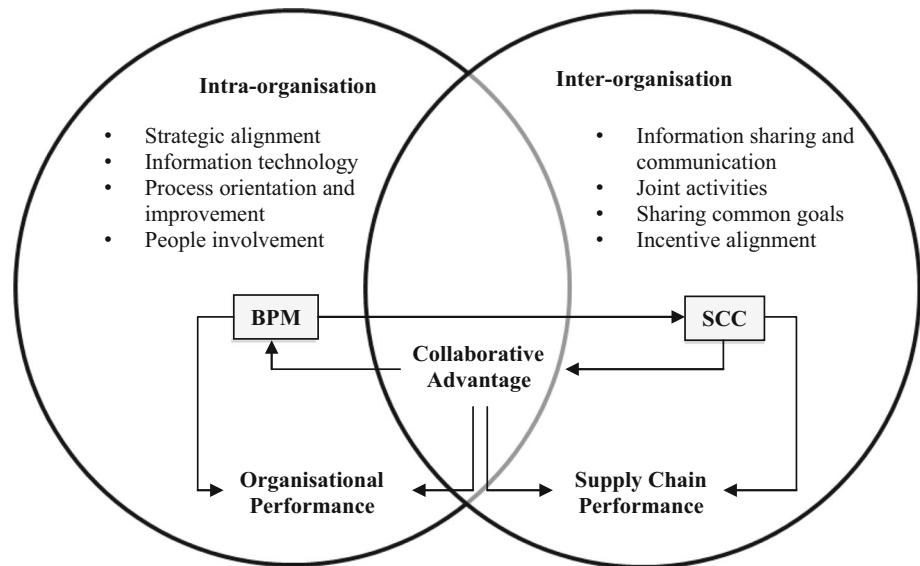 Intra-organisation
• Strategic alignment
• Information technology
• Process orientation and
improvement
• People involvement
Inter-organisation
• Information sharing and
communication
• Joint activities
• Sharing common goals
• Incentive alignment
BPM
SCC
Collaborative
Advantage
Organisational
Performance
Supply Chain
Performance